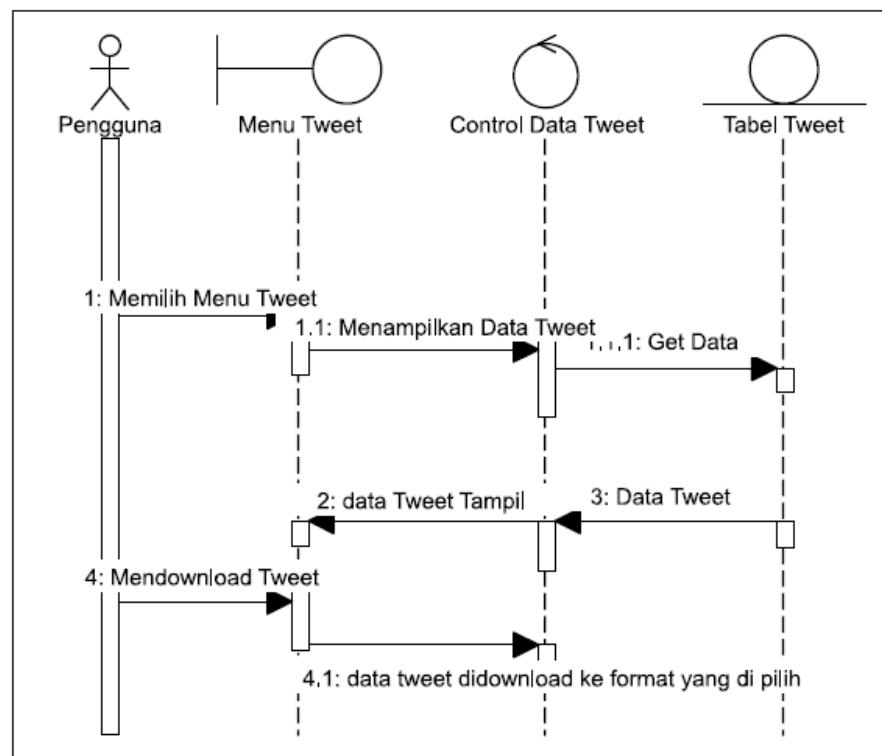 Pengguna
Menu Tweet
Control Data Tweet
Tabel Tweet
1: Memilih Menu Tweet
1.1: Menampilkan Data Tweet
1.1.1: Get Data
2: data Tweet Tampil
3: Data Tweet
4: Mendownload Tweet
4.1: data tweet didownload ke format yang di pilih